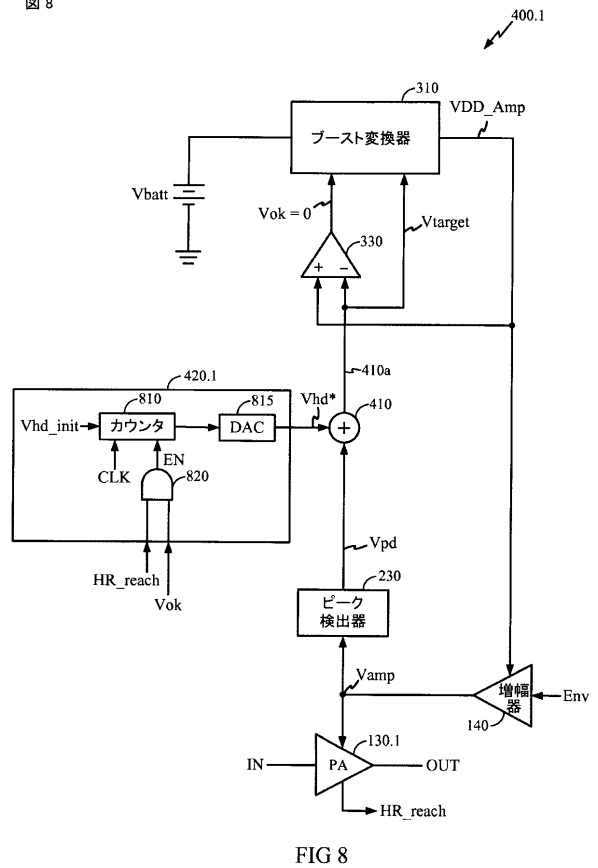 図 8
400.1
310
VDD_Amp
ブースト変換器
Vbatt
Vok = 0
Vtarget
330
+ −
410a
420.1
810
815
Vhd*
410
Vhd_init
カウンタ
DAC
+
EN
CLK
820
Vpd
HR_reach
Vok
230
ピーク
検出器
Vamp
増幅
器
Env
140
130.1
IN
PA
OUT
HR_reach
FIG 8